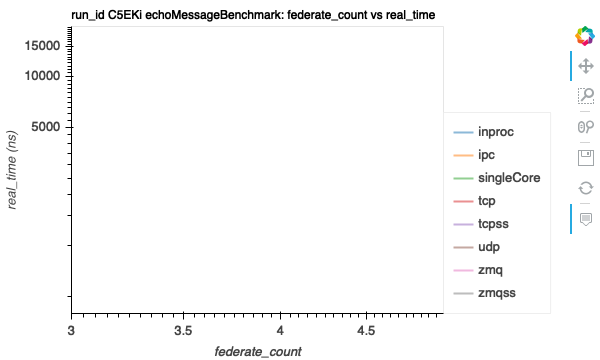 run_id C5EKi echoMessageBenchmark: federate_count vs real_time
15000
10000
5000
real_time (ns)
3
3.5
4
4.5
federate_count
inproc
ipc
singleCore
tcp
tcpss
udp
zmq
zmqss